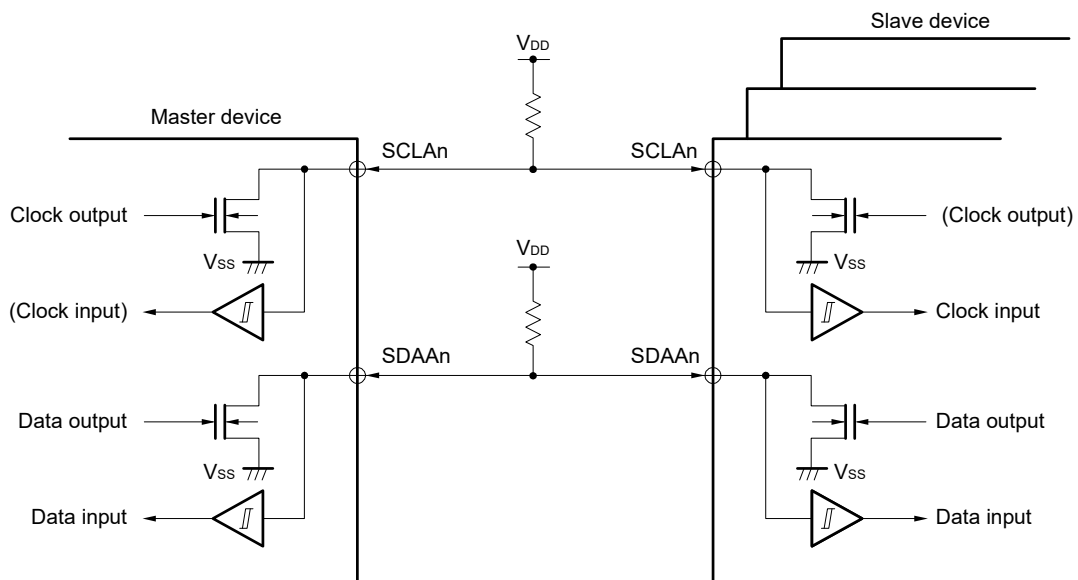 Slave device
VDD
Master device
SCLAn
SCLAn
Clock output
(Clock output)
VSS
VSS
VDD
(Clock input)
Clock input
SDAAn
SDAAn
Data output
Data output
VSS
VSS
Data input
Data input